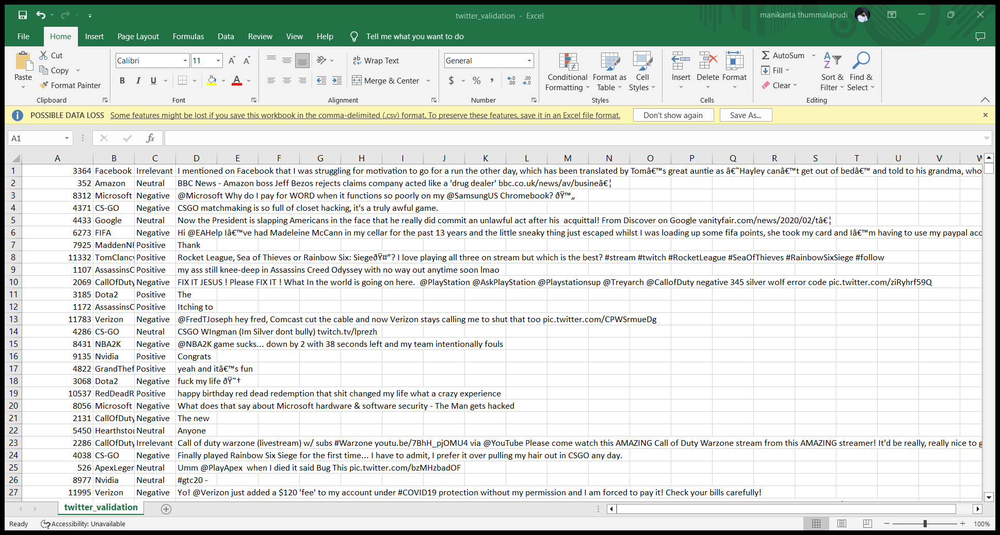 twitter_validation - Excel
manikanta thummalapudi
File Home Insert Page Layout Formulas Data Review View Help Tell me what you want to do
Paste
Cut
Copy
Format Painter
Clipboard
Calibri 11
B I U A
Font
ab Wrap Text
Merge & Center
Alignment
General
$ % ,
Number
Conditional Formatting
Format as Table
Cell Styles
Styles
Insert Delete Format
Cells
AutoSum
Fill
Clear
Sort & Filter
Find & Select
Editing
POSSIBLE DATA LOSS Some features might be lost if you save this workbook in the comma-delimited (.csv) format. To preserve these features, save it in an Excel file format. Don't show again Save As...
A1 fx
A B C D E F G H I J K L M N O P Q R S T U V W
1 3364 Facebook Irrelevant I mentioned on Facebook that I was struggling for motivation to go for a run the other day, which has been translated by Tomâ€™s great auntie as â€˜Hayley canâ€™t get out of bedâ€™ and told to his grandma, who
2 352 Amazon Neutral BBC News - Amazon boss Jeff Bezos rejects claims company acted like a 'drug dealer' bbc.co.uk/news/av/busineâ€¦
3 8312 Microsoft Negative @Microsoft Why do I pay for WORD when it functions so poorly on my @SamsungUS Chromebook? ðŸ™„
4 4371 CS-GO Negative CSGO matchmaking is so full of closet hacking, it's a truly awful game.
5 4433 Google Neutral Now the President is slapping Americans in the face that he really did commit an unlawful act after his  acquittal! From Discover on Google vanityfair.com/news/2020/02/tâ€¦
6 6273 FIFA Negative Hi @EAHelp Iâ€™ve had Madeleine McCann in my cellar for the past 13 years and the little sneaky thing just escaped whilst I was loading up some fifa points, she took my card and Iâ€™m having to use my paypal acc
7 7925 MaddenNF Positive Thank
8 11332 TomClancy Positive Rocket League, Sea of Thieves or Rainbow Six: SiegeðŸ¤”? I love playing all three on stream but which is the best? #stream #twitch #RocketLeague #SeaOfThieves #RainbowSixSiege #follow
9 1107 AssassinsC Positive my ass still knee-deep in Assassins Creed Odyssey with no way out anytime soon lmao
10 2069 CallOfDuty Negative FIX IT JESUS ! Please FIX IT ! What In the world is going on here.  @PlayStation @AskPlayStation @Playstationsup @Treyarch @CallofDuty negative 345 silver wolf error code pic.twitter.com/ziRyhrf59Q
11 3185 Dota2 Positive The
12 1172 AssassinsC Positive Itching to
13 11783 Verizon Negative @FredTJoseph hey fred, Comcast cut the cable and now Verizon stays calling me to shut that too pic.twitter.com/CPWSrmueDg
14 4286 CS-GO Neutral CSGO WIngman (Im Silver dont bully) twitch.tv/lprezh
15 8431 NBA2K Negative @NBA2K game sucks... down by 2 with 38 seconds left and my team intentionally fouls
16 9135 Nvidia Positive Congrats
17 4822 GrandThef Positive yeah and itâ€™s fun
18 3068 Dota2 Negative fuck my life ðŸ˜†
19 10537 RedDeadR Positive happy birthday red dead redemption that shit changed my life what a crazy experience
20 8056 Microsoft Negative What does that say about Microsoft hardware & software security - The Man gets hacked
21 2131 CallOfDuty Negative The new
22 5450 Hearthstor Neutral Anyone
23 2286 CallOfDuty Irrelevant Call of duty warzone (livestream) w/ subs #Warzone youtu.be/7BhH_pjOMU4 via @YouTube Please come watch this AMAZING Call of Duty Warzone stream from this AMAZING streamer! It'd be really, really nice to g
24 4038 CS-GO Negative Finally played Rainbow Six Siege for the first time... I have to admit, I prefer it over pulling my hair out in CSGO any day.
25 526 ApexLeger Neutral Umm @PlayApex  when I died it said Bug This pic.twitter.com/bzMHzbadOF
26 8977 Nvidia Neutral #gtc20 -
27 11995 Verizon Negative Yo! @Verizon just added a $120 'fee' to my account under #COVID19 protection without my permission and I am forced to pay it! Check your bills carefully!
twitter_validation
Ready Accessibility: Unavailable 100%